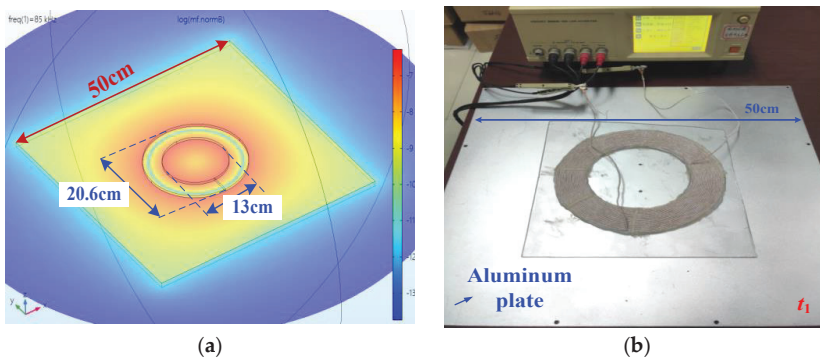 freq(1)=85 kHz
log(mf.normB)
50cm
20.6cm
13cm
-7
-8
-9
-10
-11
-12
-13
y
z
x
(a)
50cm
Aluminum
plate
t₁
(b)